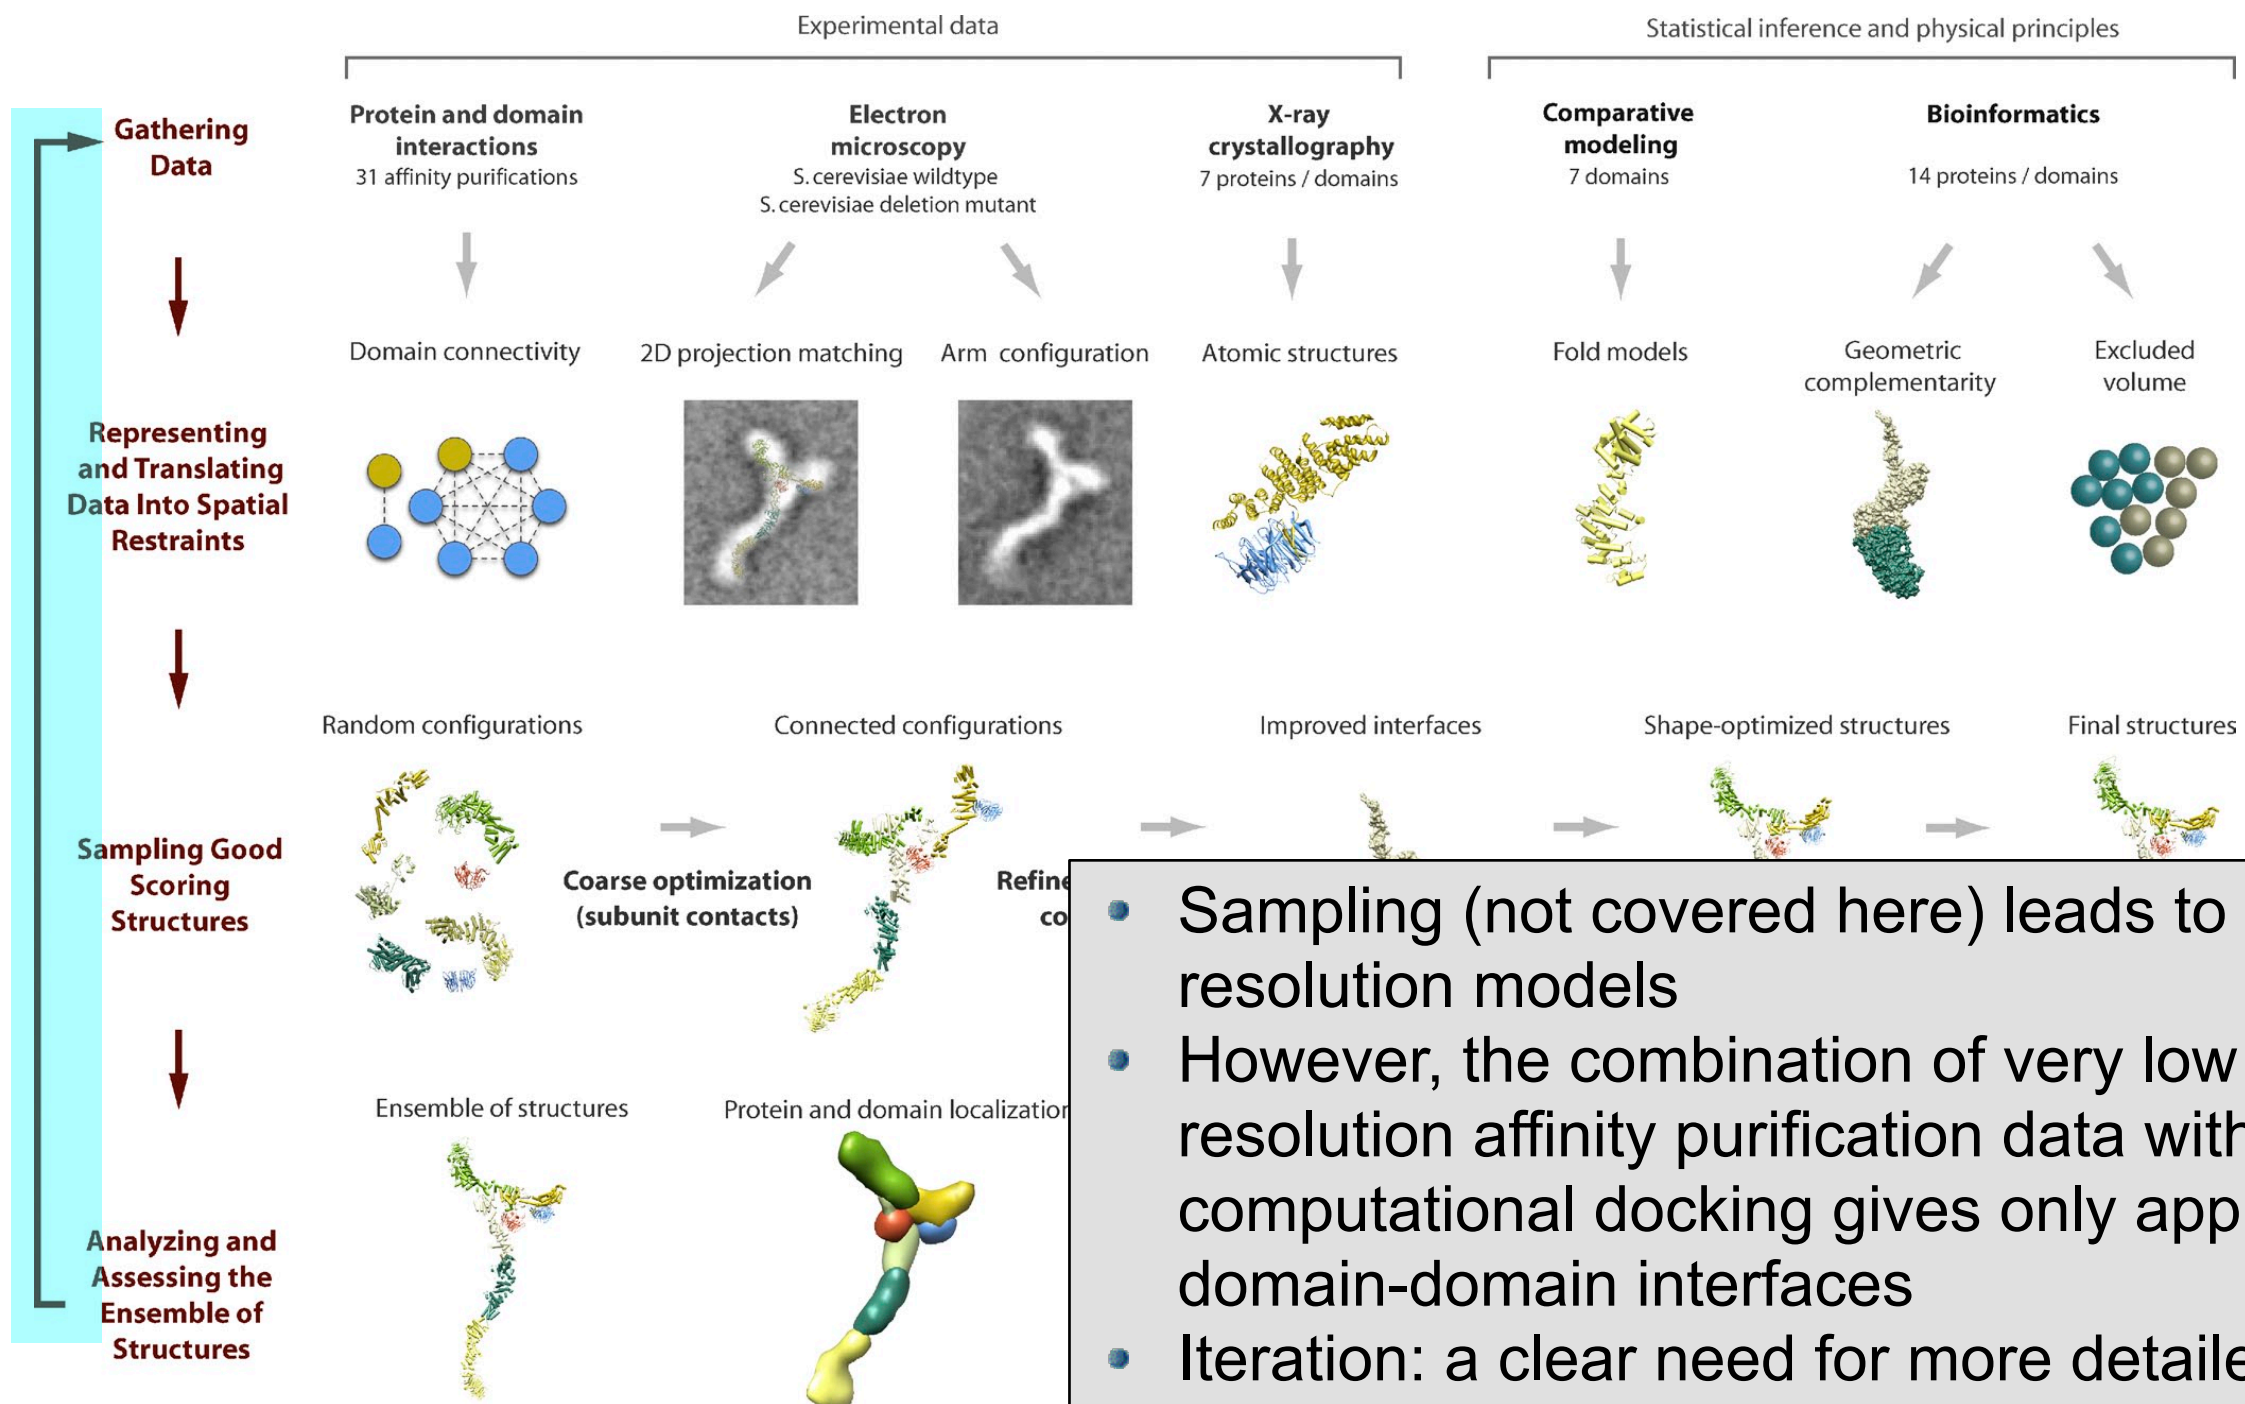 Experimental data
Statistical inference and physical principles
Gathering
Data
Protein and domain
interactions
31 affinity purifications
Electron
microscopy
S. cerevisiae wildtype
S. cerevisiae deletion mutant
X-ray
crystallography
7 proteins / domains
Comparative
modeling
7 domains
Bioinformatics
14 proteins / domains
Representing
and Translating
Data Into Spatial
Restraints
Domain connectivity
2D projection matching
Arm configuration
Atomic structures
Fold models
Geometric
complementarity
Excluded
volume
Sampling Good
Scoring
Structures
Random configurations
Connected configurations
Improved interfaces
Shape-optimized structures
Final structures
Coarse optimization
(subunit contacts)
Refine
co
Analyzing and
Assessing the
Ensemble of
Structures
Ensemble of structures
Protein and domain localization
• Sampling (not covered here) leads to
resolution models
• However, the combination of very low
resolution affinity purification data with
computational docking gives only app
domain-domain interfaces
• Iteration: a clear need for more detaile